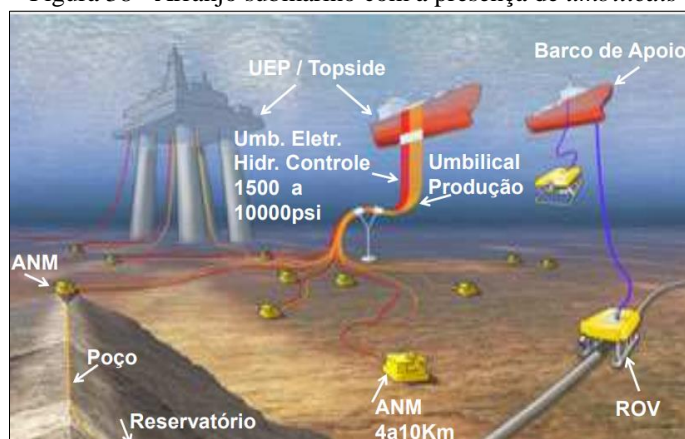 Figura 36 - Arranjo submarino com a presença de umbilicais
UEP / Topside
Barco de Apoio
Umb. Eletr.
Hidr. Controle
1500 a
10000psi
Umbilical
Produção
ANM
Poço
Reservatório
ANM
4a10Km
ROV